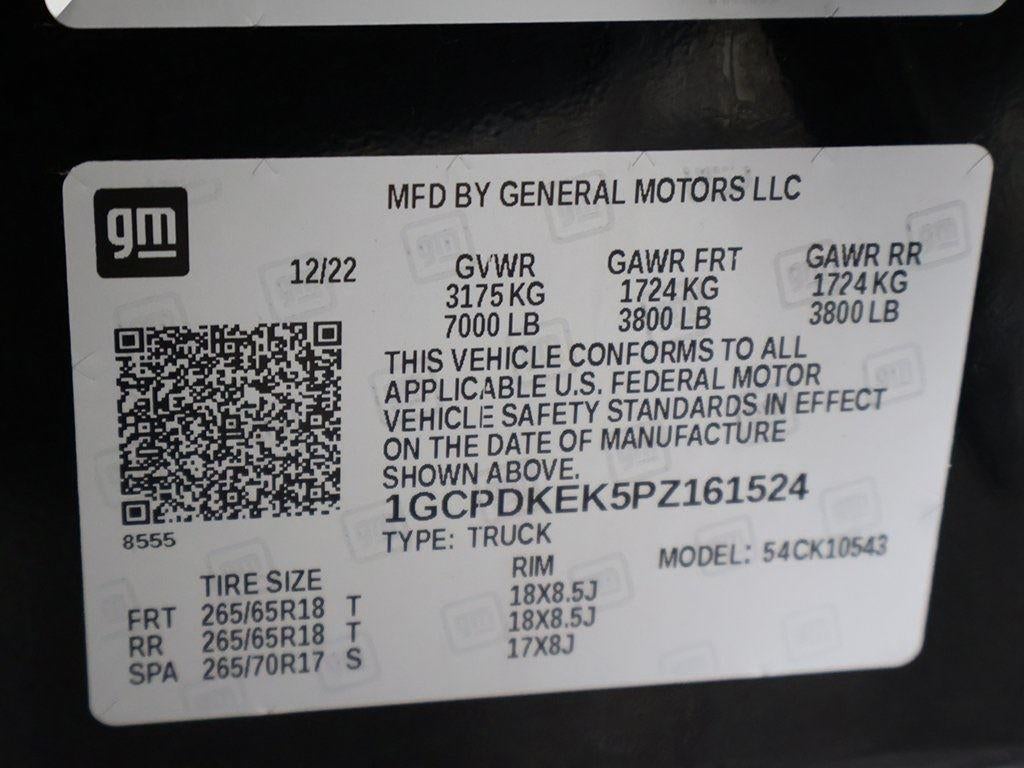 gm
MFD BY GENERAL MOTORS LLC
12/22
GVWR GAWR FRT GAWR RR
3175 KG 1724 KG 1724 KG
7000 LB 3800 LB 3800 LB
THIS VEHICLE CONFORMS TO ALL
APPLICABLE U.S. FEDERAL MOTOR
VEHICLE SAFETY STANDARDS IN EFFECT
ON THE DATE OF MANUFACTURE
SHOWN ABOVE.
1GCPDKEK5PZ161524
8555
TYPE: TRUCK
MODEL: 54CK10543
TIRE SIZE RIM
FRT 265/65R18 T 18X8.5J
RR 265/65R18 T 18X8.5J
SPA 265/70R17 S 17X8J